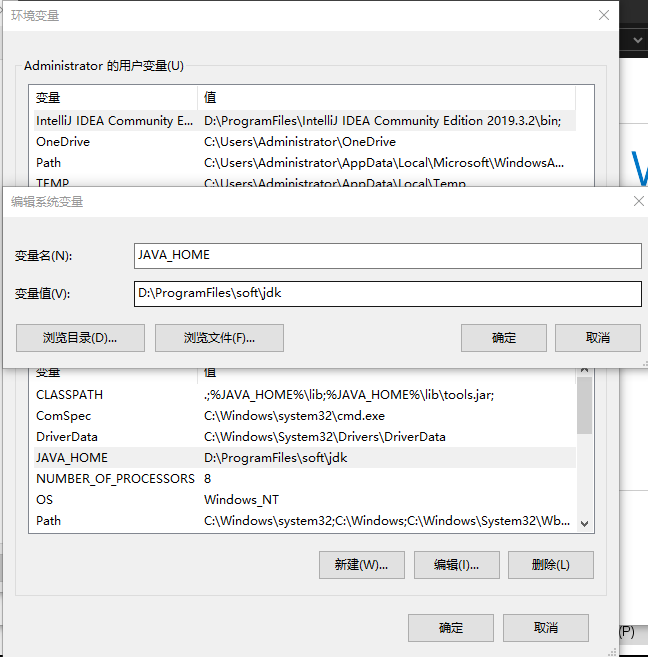 环境变量
Administrator 的用户变量(U)
变量 值
IntelliJ IDEA Community E... D:\ProgramFiles\IntelliJ IDEA Community Edition 2019.3.2\bin;
OneDrive C:\Users\Administrator\OneDrive
Path C:\Users\Administrator\AppData\Local\Microsoft\WindowsA...
TEMP C:\Users\Administrator\AppData\Local\Temp
编辑系统变量
变量名(N): JAVA_HOME
变量值(V): D:\ProgramFiles\soft\jdk
浏览目录(D)... 浏览文件(F)... 确定 取消
变量 值
CLASSPATH .;%JAVA_HOME%\lib;%JAVA_HOME%\lib\tools.jar;
ComSpec C:\Windows\system32\cmd.exe
DriverData C:\Windows\System32\Drivers\DriverData
JAVA_HOME D:\ProgramFiles\soft\jdk
NUMBER_OF_PROCESSORS 8
OS Windows_NT
Path C:\Windows\system32;C:\Windows;C:\Windows\System32\Wb...
新建(W)... 编辑(I)... 删除(L)
确定 取消
(P)